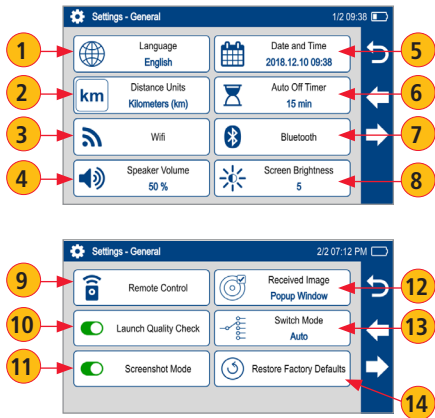 Settings - General
1/2 09:38
1
Language
English
Date and Time
2018.12.10 09:38
5
2
km
Distance Units
Kilometers (km)
Auto Off Timer
15 min
6
3
Wifi
Bluetooth
7
4
Speaker Volume
50 %
Screen Brightness
5
8
Settings - General
2/2 07:12 PM
9
Remote Control
Received Image
Popup Window
12
10
Launch Quality Check
Switch Mode
Auto
13
11
Screenshot Mode
Restore Factory Defaults
14